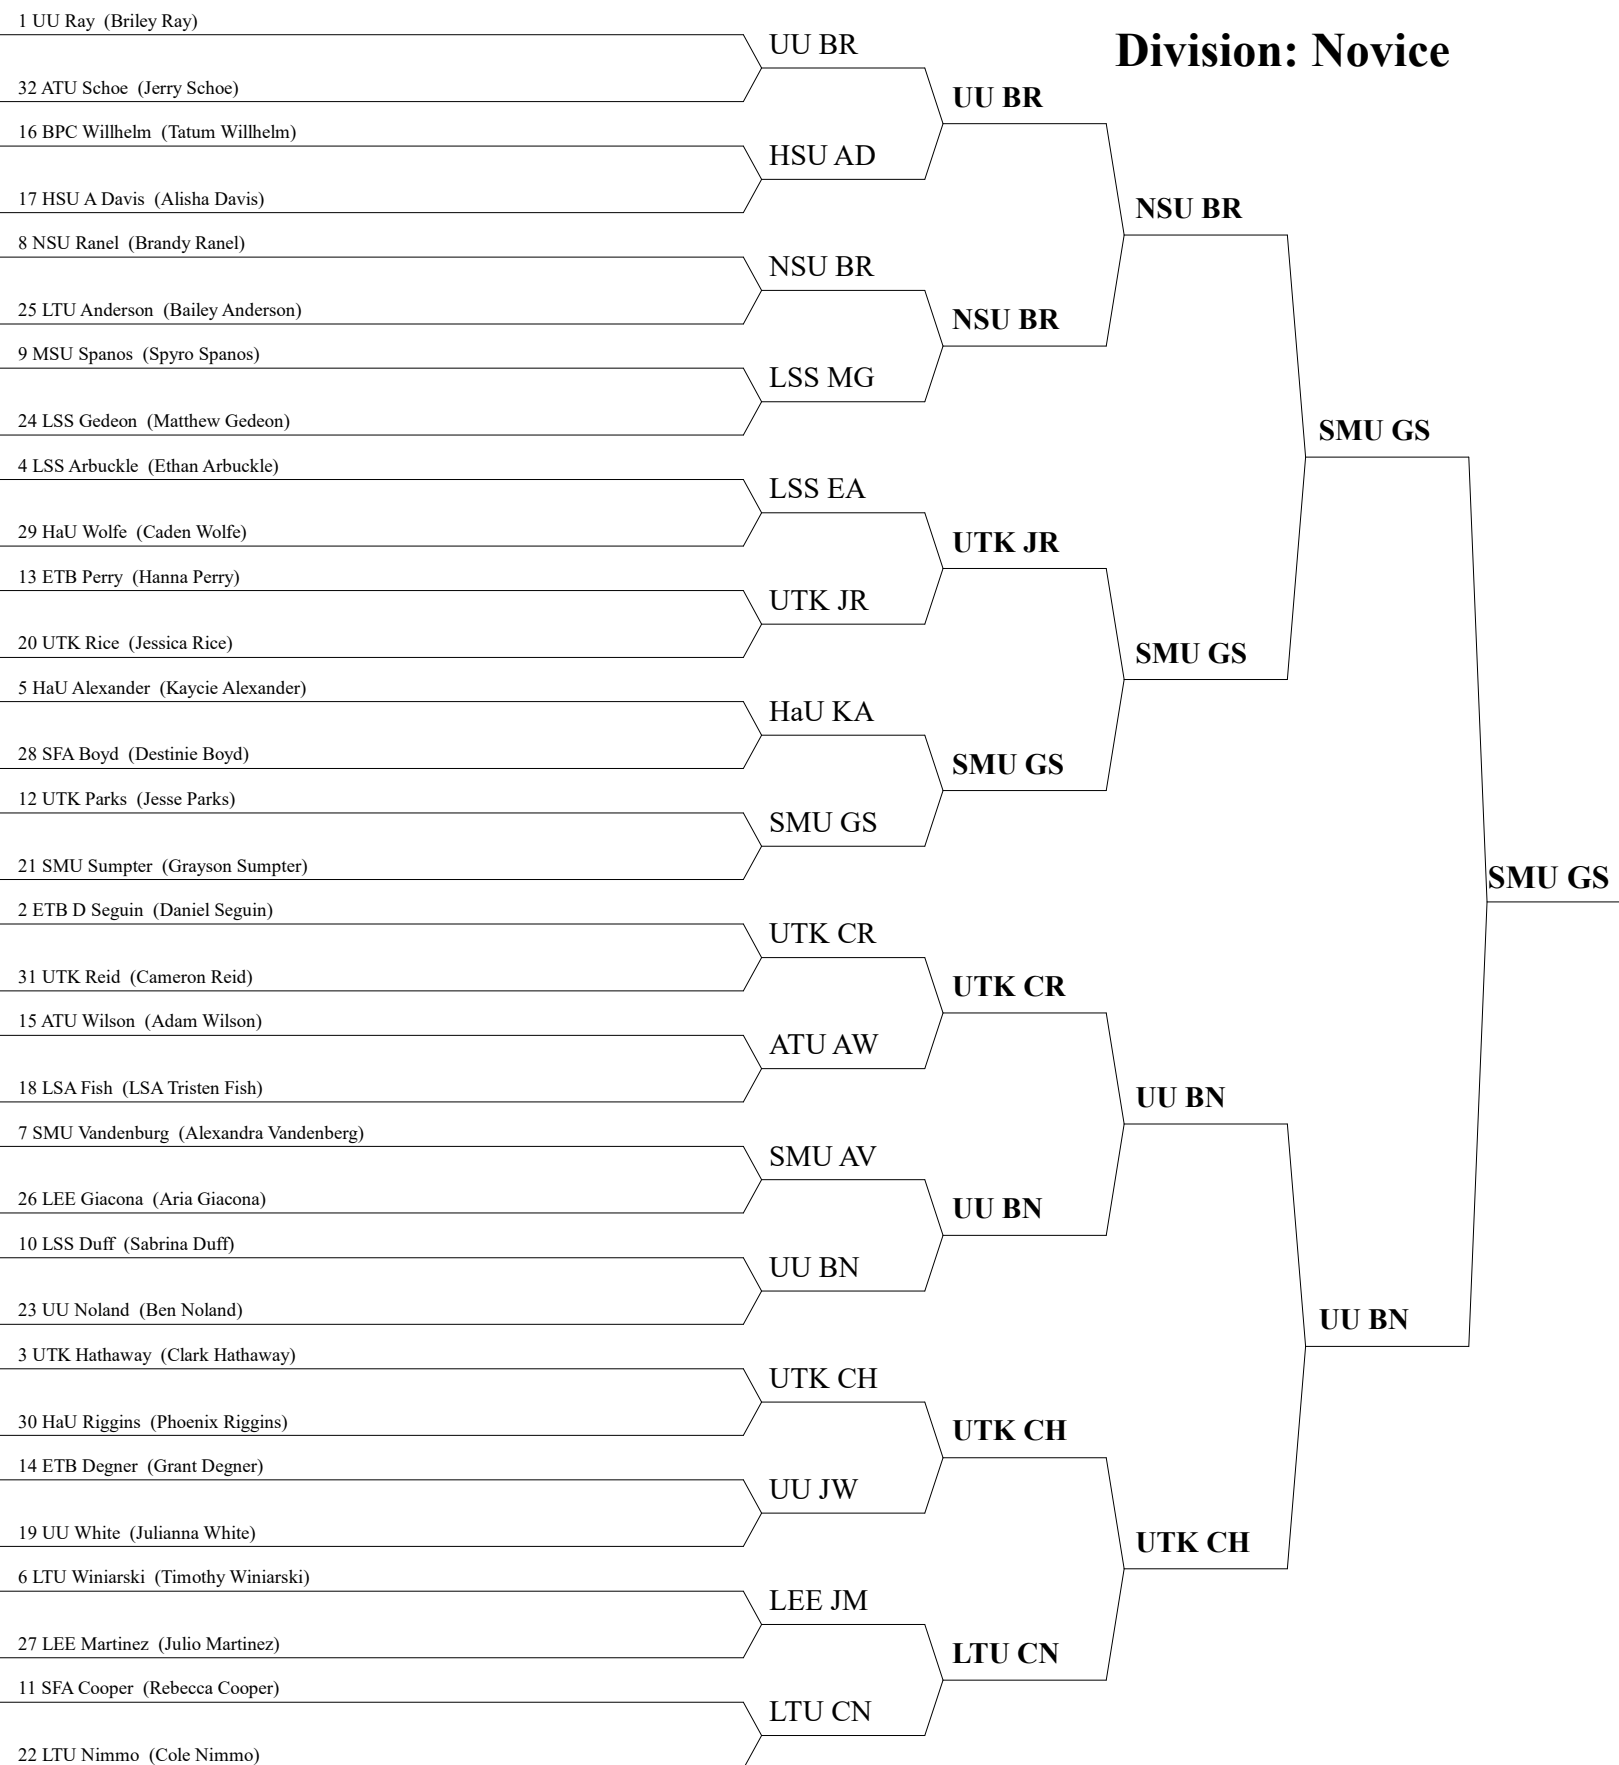 1 UU Ray (Briley Ray)
UU BR
Division: Novice
32 ATU Schoe (Jerry Schoe)
UU BR
16 BPC Willhelm (Tatum Willhelm)
HSU AD
17 HSU A Davis (Alisha Davis)
NSU BR
8 NSU Ranel (Brandy Ranel)
NSU BR
25 LTU Anderson (Bailey Anderson)
NSU BR
9 MSU Spanos (Spyro Spanos)
LSS MG
24 LSS Gedeon (Matthew Gedeon)
SMU GS
4 LSS Arbuckle (Ethan Arbuckle)
LSS EA
29 HaU Wolfe (Caden Wolfe)
UTK JR
13 ETB Perry (Hanna Perry)
UTK JR
20 UTK Rice (Jessica Rice)
SMU GS
5 HaU Alexander (Kaycie Alexander)
HaU KA
28 SFA Boyd (Destinie Boyd)
SMU GS
12 UTK Parks (Jesse Parks)
SMU GS
21 SMU Sumpter (Grayson Sumpter)
SMU GS
2 ETB D Seguin (Daniel Seguin)
UTK CR
31 UTK Reid (Cameron Reid)
UTK CR
15 ATU Wilson (Adam Wilson)
ATU AW
18 LSA Fish (LSA Tristen Fish)
UU BN
7 SMU Vandenburg (Alexandra Vandenberg)
SMU AV
26 LEE Giacona (Aria Giacona)
UU BN
10 LSS Duff (Sabrina Duff)
UU BN
23 UU Noland (Ben Noland)
UU BN
3 UTK Hathaway (Clark Hathaway)
UTK CH
30 HaU Riggins (Phoenix Riggins)
UTK CH
14 ETB Degner (Grant Degner)
UU JW
19 UU White (Julianna White)
UTK CH
6 LTU Winiarski (Timothy Winiarski)
LEE JM
27 LEE Martinez (Julio Martinez)
LTU CN
11 SFA Cooper (Rebecca Cooper)
LTU CN
22 LTU Nimmo (Cole Nimmo)